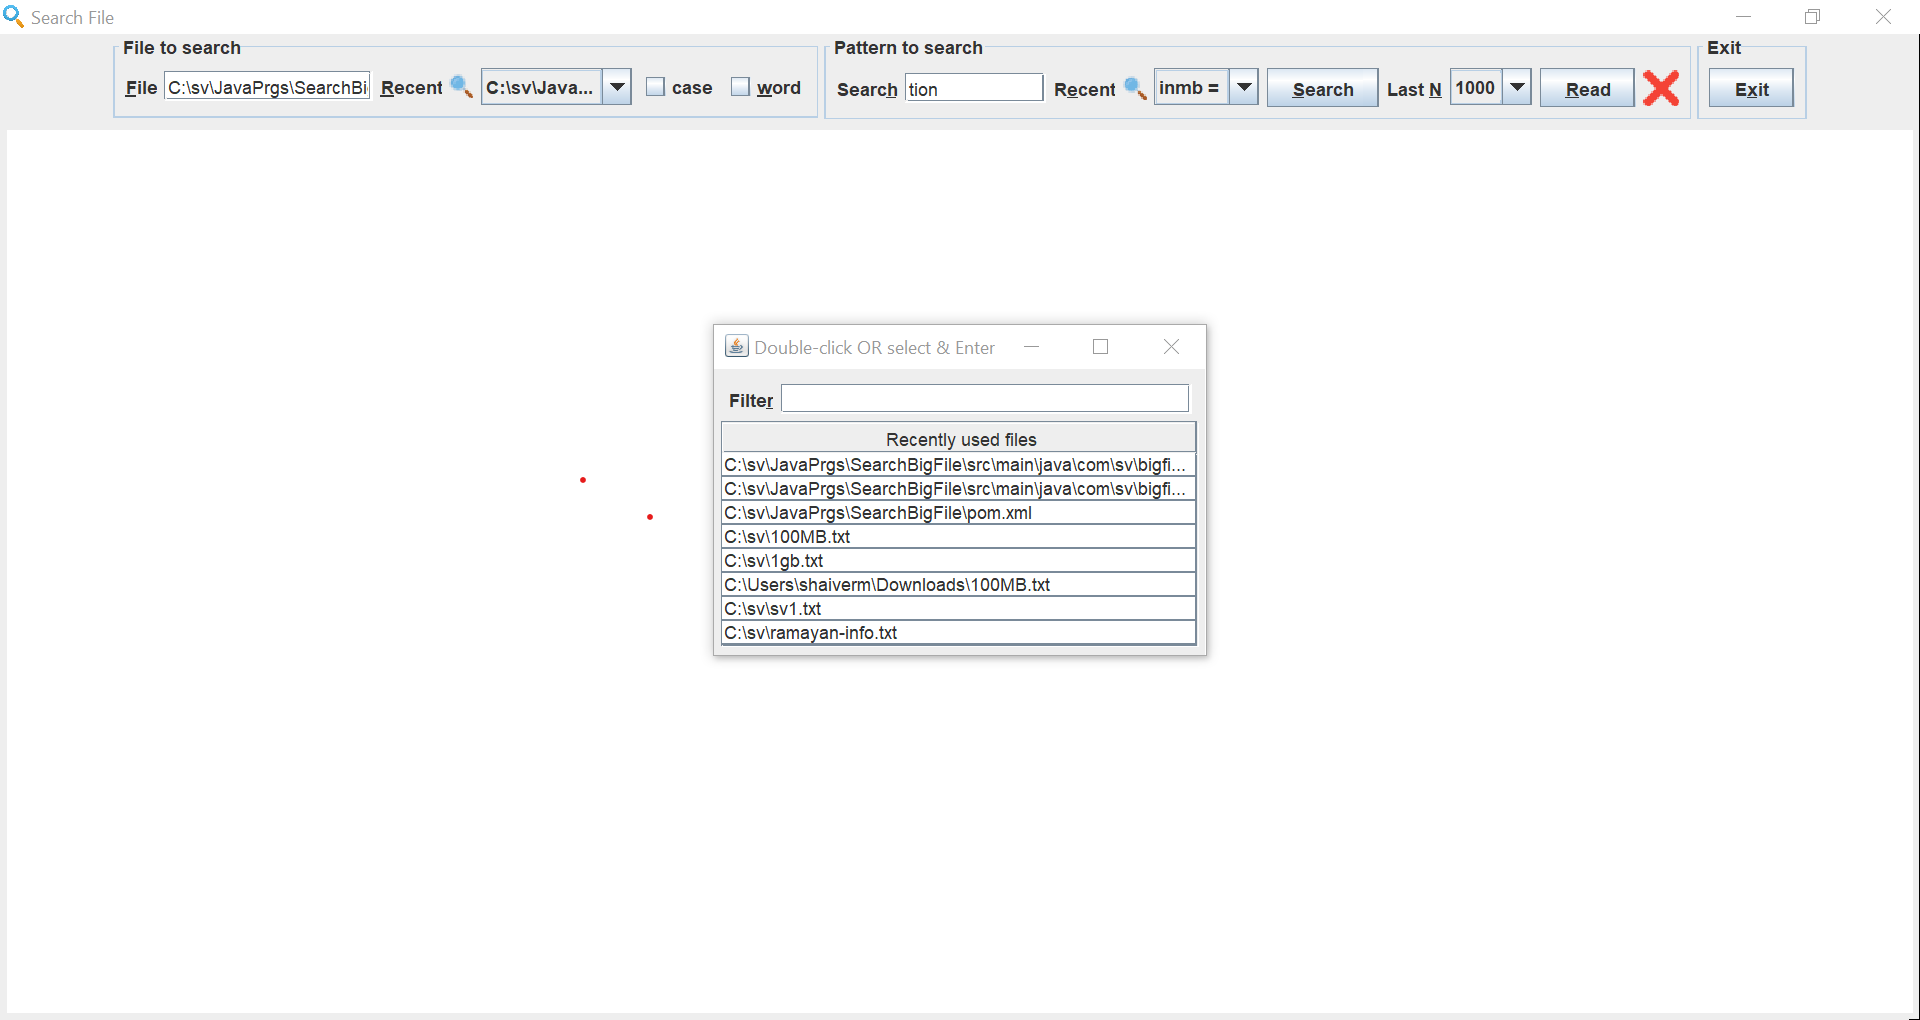 Search File
File to search
File C:\sv\JavaPrgs\SearchBi Recent C:\sv\Java... case word
Pattern to search
Search tion Recent inmb = Search Last N 1000 Read
Exit
Exit
Double-click OR select & Enter
Filter
Recently used files
C:\sv\JavaPrgs\SearchBigFile\src\main\java\com\sv\bigfi...
C:\sv\JavaPrgs\SearchBigFile\src\main\java\com\sv\bigfi...
C:\sv\JavaPrgs\SearchBigFile\pom.xml
C:\sv\100MB.txt
C:\sv\1gb.txt
C:\Users\shaiverm\Downloads\100MB.txt
C:\sv\sv1.txt
C:\sv\ramayan-info.txt